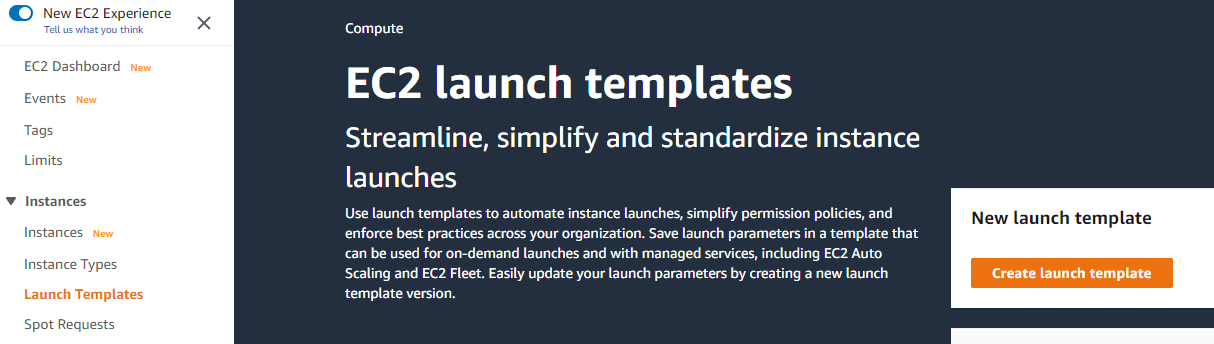 New EC2 Experience
Tell us what you think
EC2 Dashboard New
Events New
Tags
Limits
Instances
Instances New
Instance Types
Launch Templates
Spot Requests
Compute
EC2 launch templates
Streamline, simplify and standardize instance
launches
Use launch templates to automate instance launches, simplify permission policies, and
enforce best practices across your organization. Save launch parameters in a template that
can be used for on-demand launches and with managed services, including EC2 Auto
Scaling and EC2 Fleet. Easily update your launch parameters by creating a new launch
template version.
New launch template
Create launch template